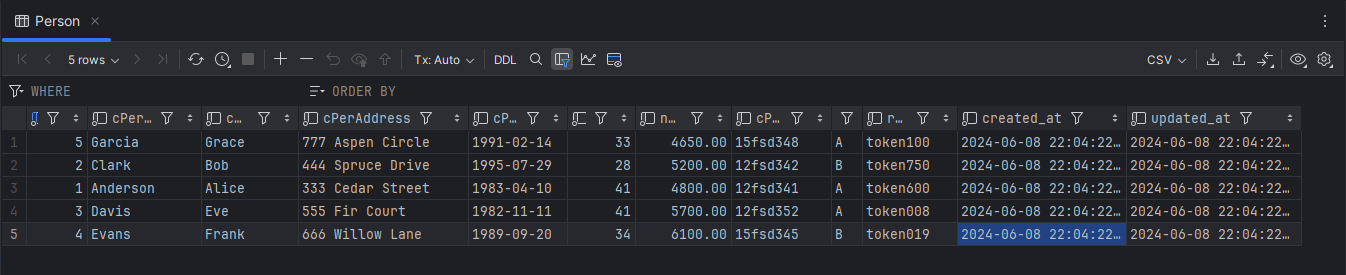 Person
5 rows Tx: Auto DDL CSV
WHERE ORDER BY
cPer... c... cPerAddress cP... n... cP... r... created_at updated_at
1 5 Garcia Grace 777 Aspen Circle 1991-02-14 33 4650.00 15fsd348 A token100 2024-06-08 22:04:22... 2024-06-08 22:04:22...
2 2 Clark Bob 444 Spruce Drive 1995-07-29 28 5200.00 12fsd342 B token750 2024-06-08 22:04:22... 2024-06-08 22:04:22...
3 1 Anderson Alice 333 Cedar Street 1983-04-10 41 4800.00 12fsd341 A token600 2024-06-08 22:04:22... 2024-06-08 22:04:22...
4 3 Davis Eve 555 Fir Court 1982-11-11 41 5700.00 12fsd352 A token008 2024-06-08 22:04:22... 2024-06-08 22:04:22...
5 4 Evans Frank 666 Willow Lane 1989-09-20 34 6100.00 15fsd345 B token019 2024-06-08 22:04:22... 2024-06-08 22:04:22...